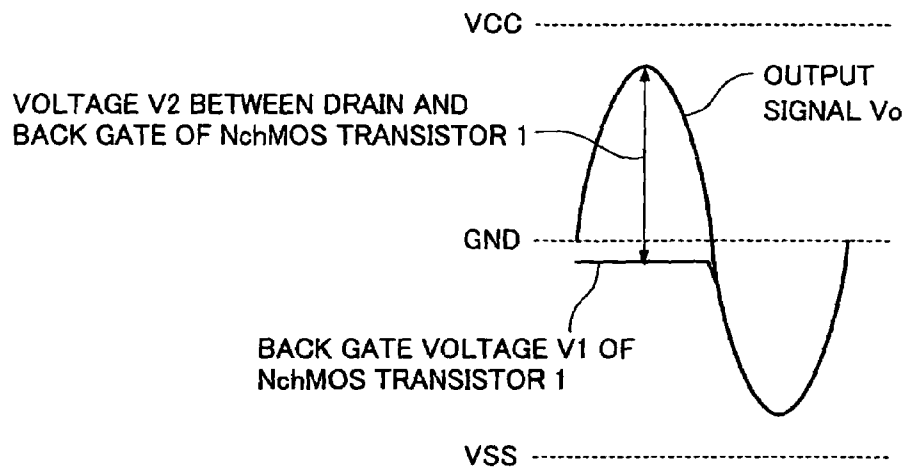 VCC
OUTPUT
SIGNAL Vo
VOLTAGE V2 BETWEEN DRAIN AND
BACK GATE OF NchMOS TRANSISTOR 1
GND
BACK GATE VOLTAGE V1 OF
NchMOS TRANSISTOR 1
VSS